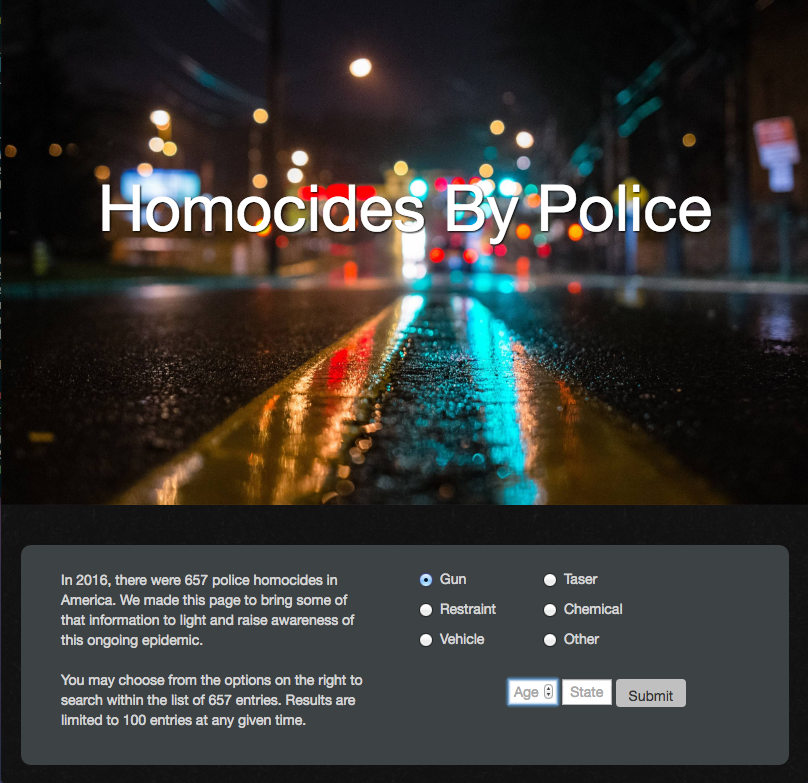 Homocides By Police
In 2016, there were 657 police homocides in
America. We made this page to bring some of
that information to light and raise awareness of
this ongoing epidemic.
You may choose from the options on the right to
search within the list of 657 entries. Results are
limited to 100 entries at any given time.
Gun Taser
Restraint Chemical
Vehicle Other
Age State Submit